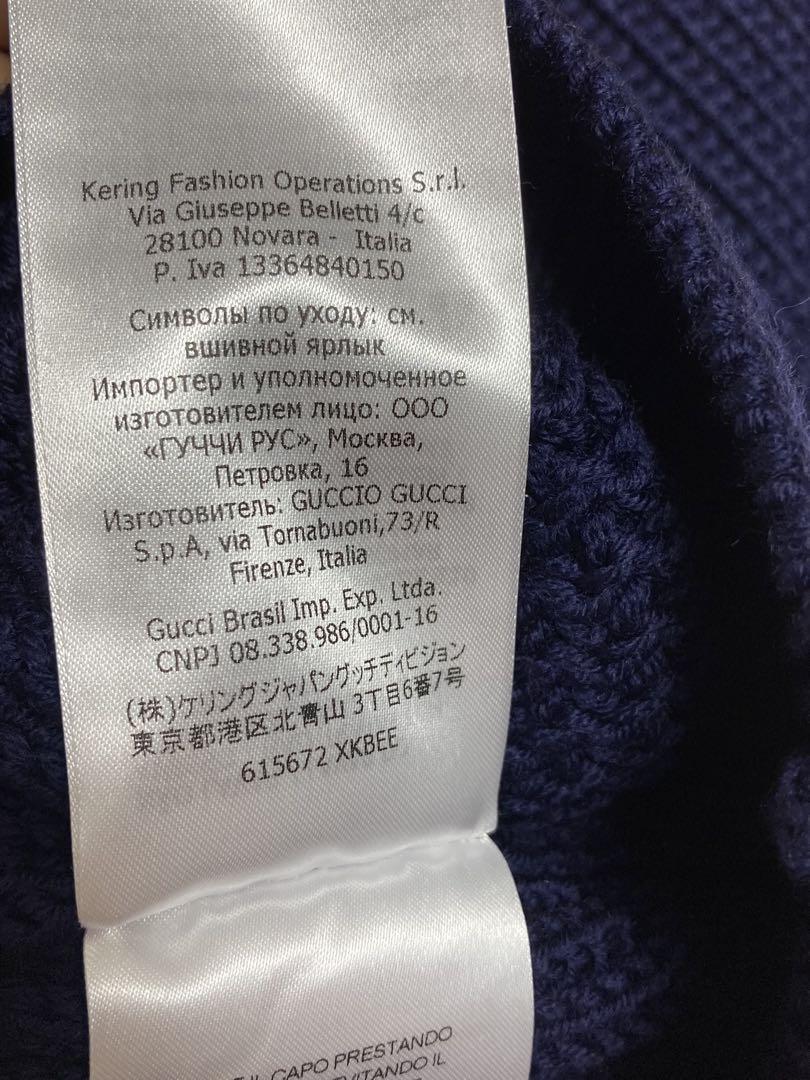 Kering Fashion Operations S.r.l.
Via Giuseppe Belletti 4/c
28100 Novara - Italia
P. Iva 13364840150
Символы по уходу: см.
вшивной ярлык
Импортер и уполномоченное
изготовителем лицо: ООО
«ГУЧЧИ РУС», Москва,
Петровка, 16
Изготовитель: GUCCIO GUCCI
S.p.A, via Tornabuoni,73/R
Firenze, Italia
Gucci Brasil Imp. Exp. Ltda.
CNPJ 08.338.986/0001-16
(株)ケリングジャパングッチディビジョン
東京都港区北青山 3丁目6番7号
615672 XKBEE
IL CAPO PRESTANDO
IL